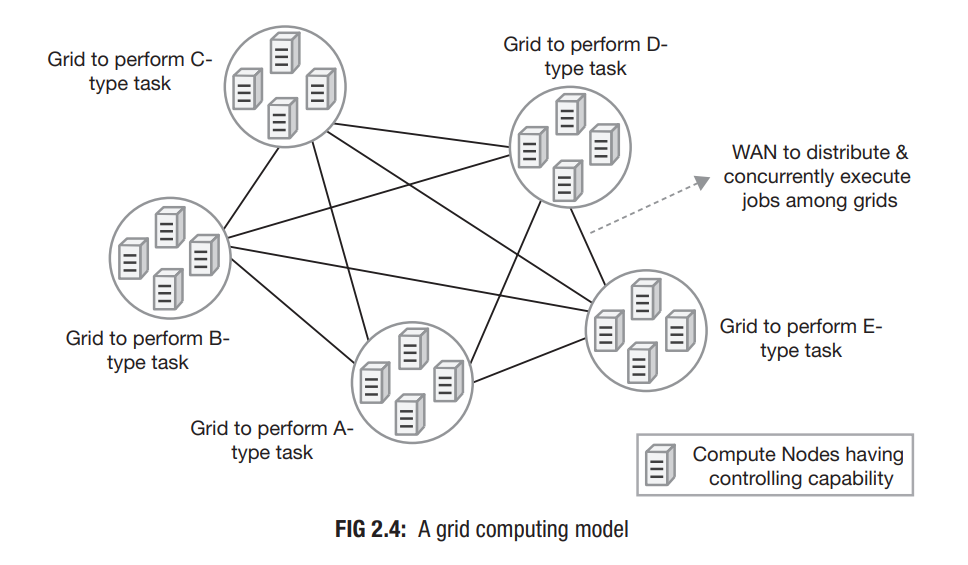 Grid to perform C-
type task
Grid to perform D-
type task
WAN to distribute &
concurrently execute
jobs among grids
Grid to perform B-
type task
Grid to perform E-
type task
Grid to perform A-
type task
Compute Nodes having
controlling capability
FIG 2.4: A grid computing model